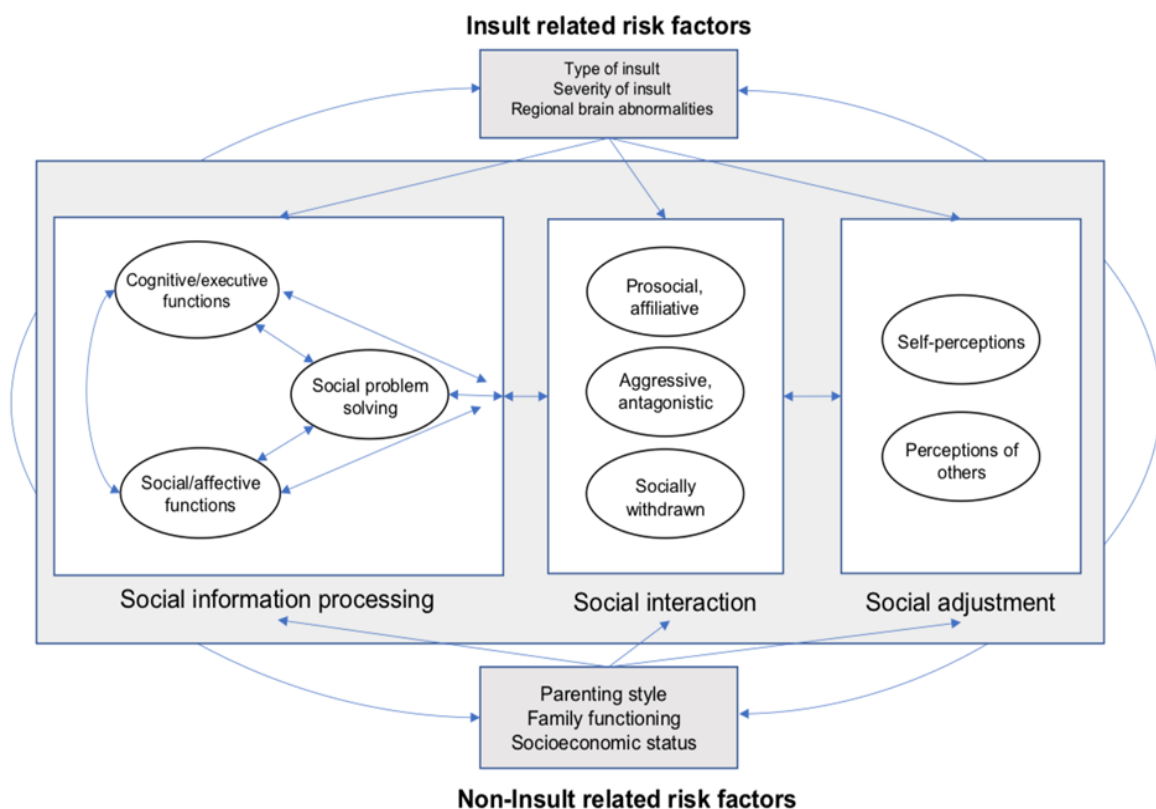 Insult related risk factors
Type of insult
Severity of insult
Regional brain abnormalities
Cognitive/executive
functions
Social problem
solving
Social/affective
functions
Social information processing
Prosocial,
affiliative
Aggressive,
antagonistic
Socially
withdrawn
Social interaction
Self-perceptions
Perceptions of
others
Social adjustment
Parenting style
Family functioning
Socioeconomic status
Non-Insult related risk factors